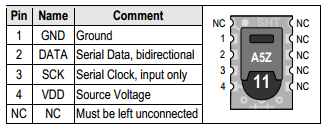 Pin Name Comment
1 GND Ground
2 DATA Serial Data, bidirectional
3 SCK Serial Clock, input only
4 VDD Source Voltage
NC NC Must be left unconnected
NC NC
1 NC
2 NC
3 NC
4 NC
SHT
A5Z
11